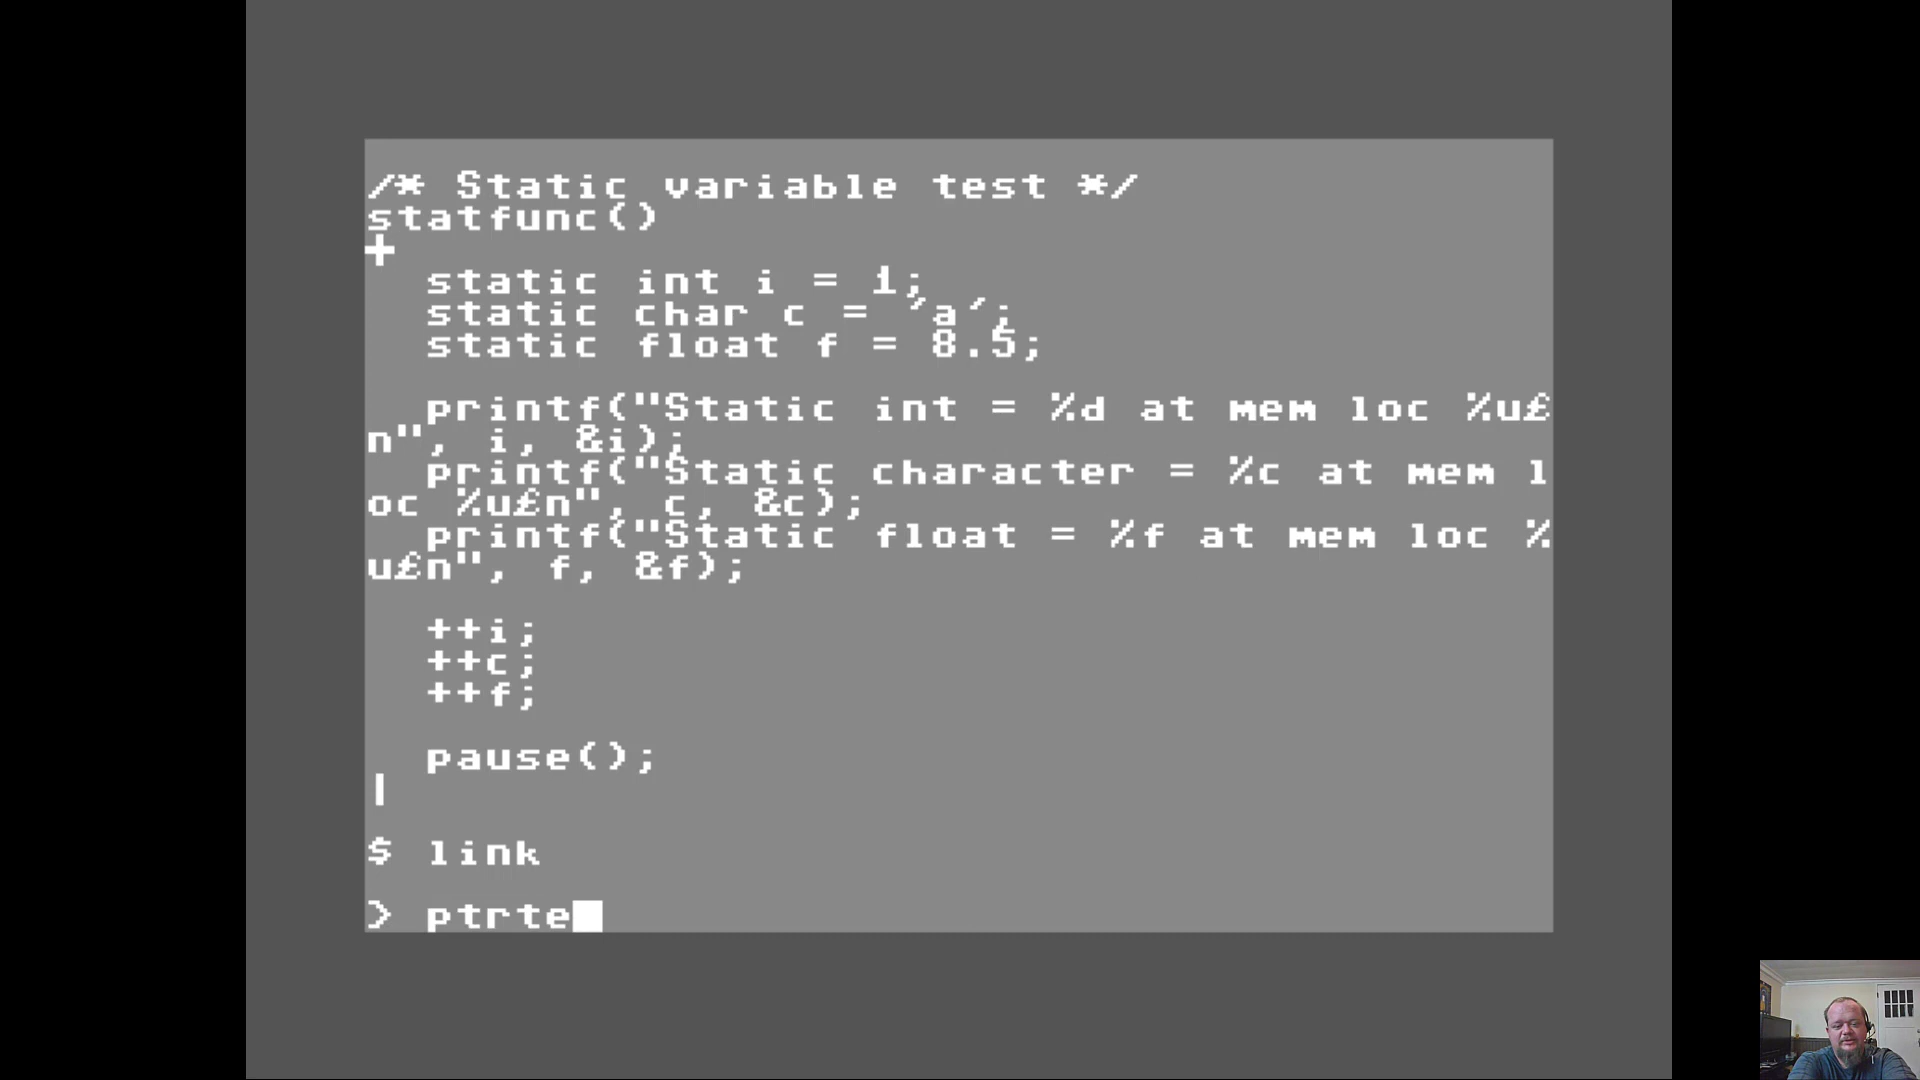 /* Static variable test */
statfunc()
+
static int i = 1;
static char c = 'a';
static float f = 8.5;
printf("Static int = %d at mem loc %u£
n", i, &i);
printf("Static character = %c at mem l
oc %u£n", c, &c);
printf("Static float = %f at mem loc %
u£n", f, &f);
++i;
++c;
++f;
pause();
|
$ link
> ptrte